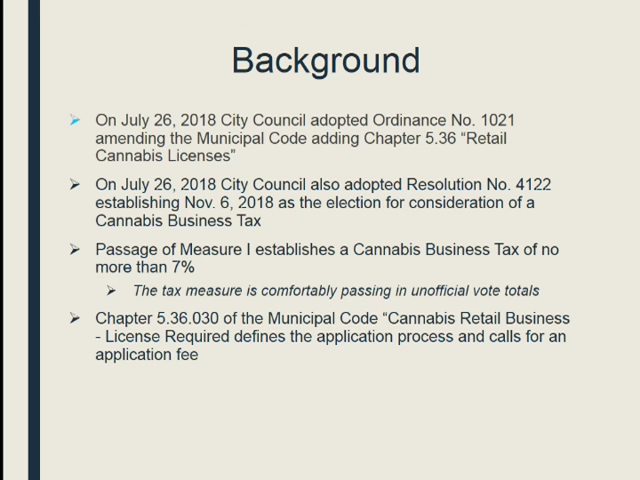 Background
On July 26, 2018 City Council adopted Ordinance No. 1021
amending the Municipal Code adding Chapter 5.36 “Retail
Cannabis Licenses”
On July 26, 2018 City Council also adopted Resolution No. 4122
establishing Nov. 6, 2018 as the election for consideration of a
Cannabis Business Tax
Passage of Measure I establishes a Cannabis Business Tax of no
more than 7%
The tax measure is comfortably passing in unofficial vote totals
Chapter 5.36.030 of the Municipal Code “Cannabis Retail Business
- License Required defines the application process and calls for an
application fee